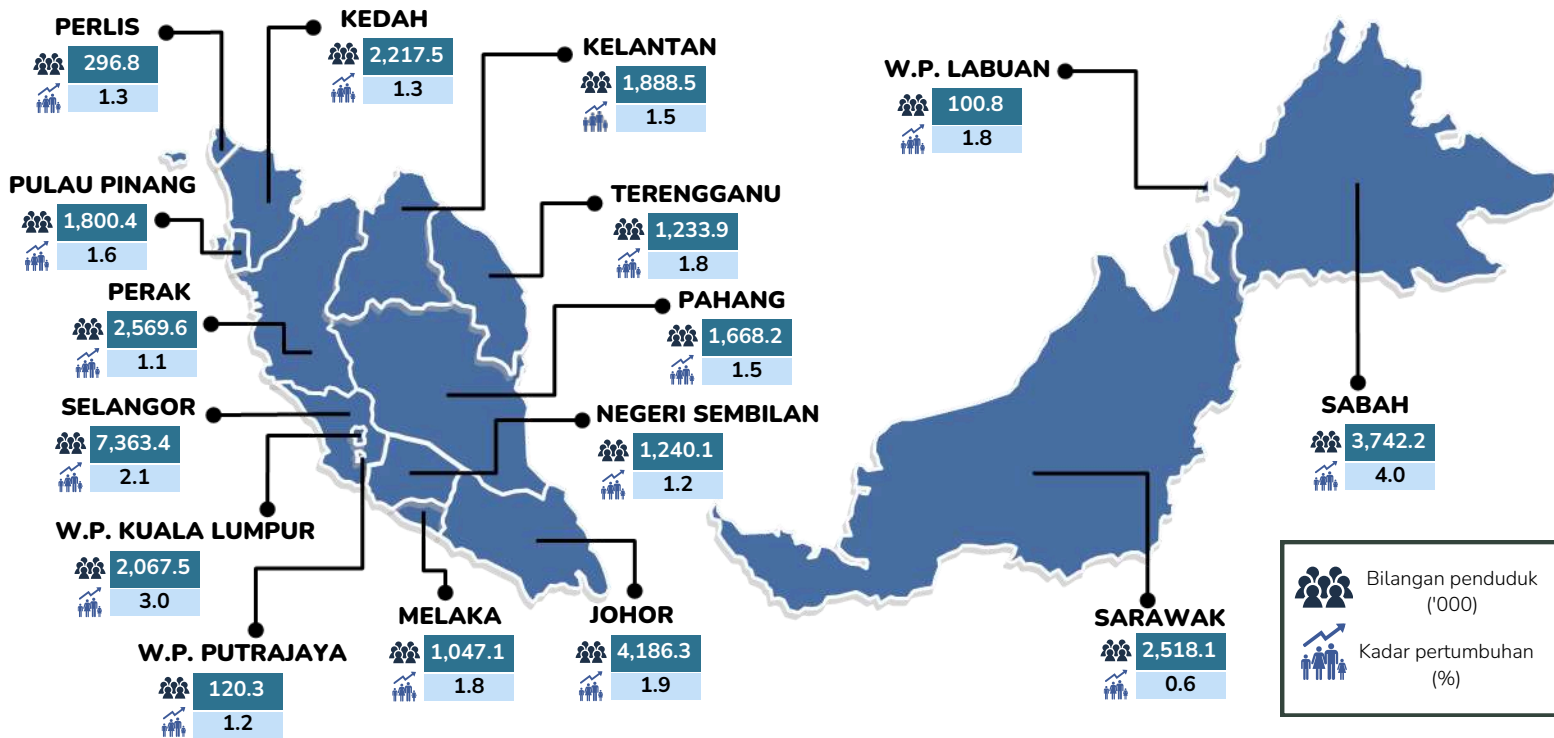 PERLIS
296.8
1.3
KEDAH
2,217.5
1.3
KELANTAN
1,888.5
1.5
W.P. LABUAN
100.8
1.8
PULAU PINANG
1,800.4
1.6
TERENGGANU
1,233.9
1.8
PERAK
2,569.6
1.1
PAHANG
1,668.2
1.5
SELANGOR
7,363.4
2.1
NEGERI SEMBILAN
1,240.1
1.2
SABAH
3,742.2
4.0
W.P. KUALA LUMPUR
2,067.5
3.0
W.P. PUTRAJAYA
120.3
1.2
MELAKA
1,047.1
1.8
JOHOR
4,186.3
1.9
SARAWAK
2,518.1
0.6
Bilangan penduduk
('000)
Kadar pertumbuhan
(%)